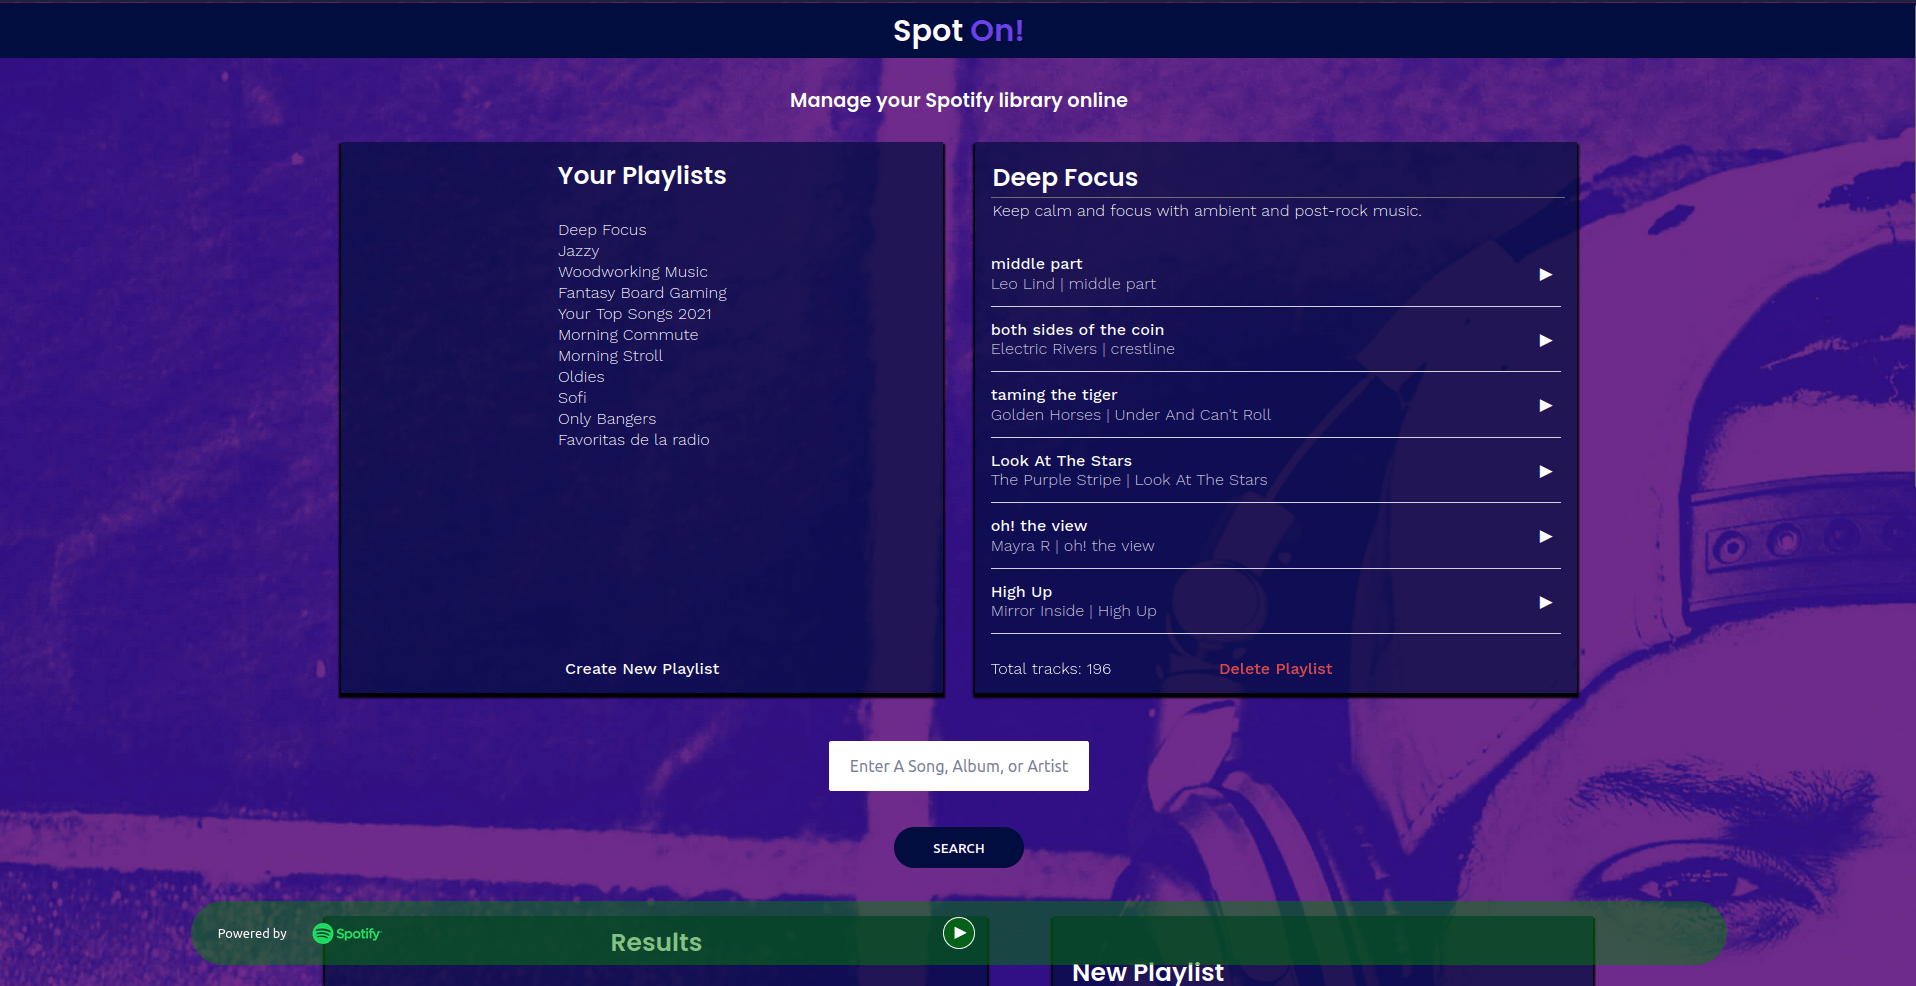 Spot On!
Manage your Spotify library online
Your Playlists
Deep Focus
Jazzy
Woodworking Music
Fantasy Board Gaming
Your Top Songs 2021
Morning Commute
Morning Stroll
Oldies
Sofi
Only Bangers
Favoritas de la radio
Create New Playlist
Deep Focus
Keep calm and focus with ambient and post-rock music.
middle part
Leo Lind | middle part
both sides of the coin
Electric Rivers | crestline
taming the tiger
Golden Horses | Under And Can't Roll
Look At The Stars
The Purple Stripe | Look At The Stars
oh! the view
Mayra R | oh! the view
High Up
Mirror Inside | High Up
Total tracks: 196
Delete Playlist
Enter A Song, Album, or Artist
SEARCH
Powered by
Spotify
Results
New Playlist